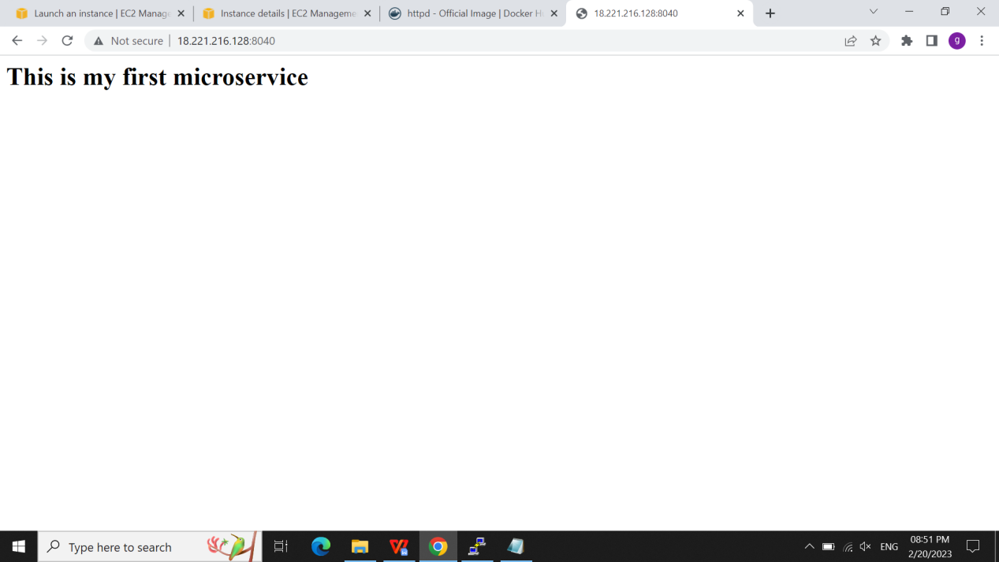 Launch an instance | EC2 Manage
Instance details | EC2 Manageme
httpd - Official Image | Docker Hu
18.221.216.128:8040
Not secure
18.221.216.128:8040
g
This is my first microservice
Type here to search
ENG
08:51 PM
2/20/2023